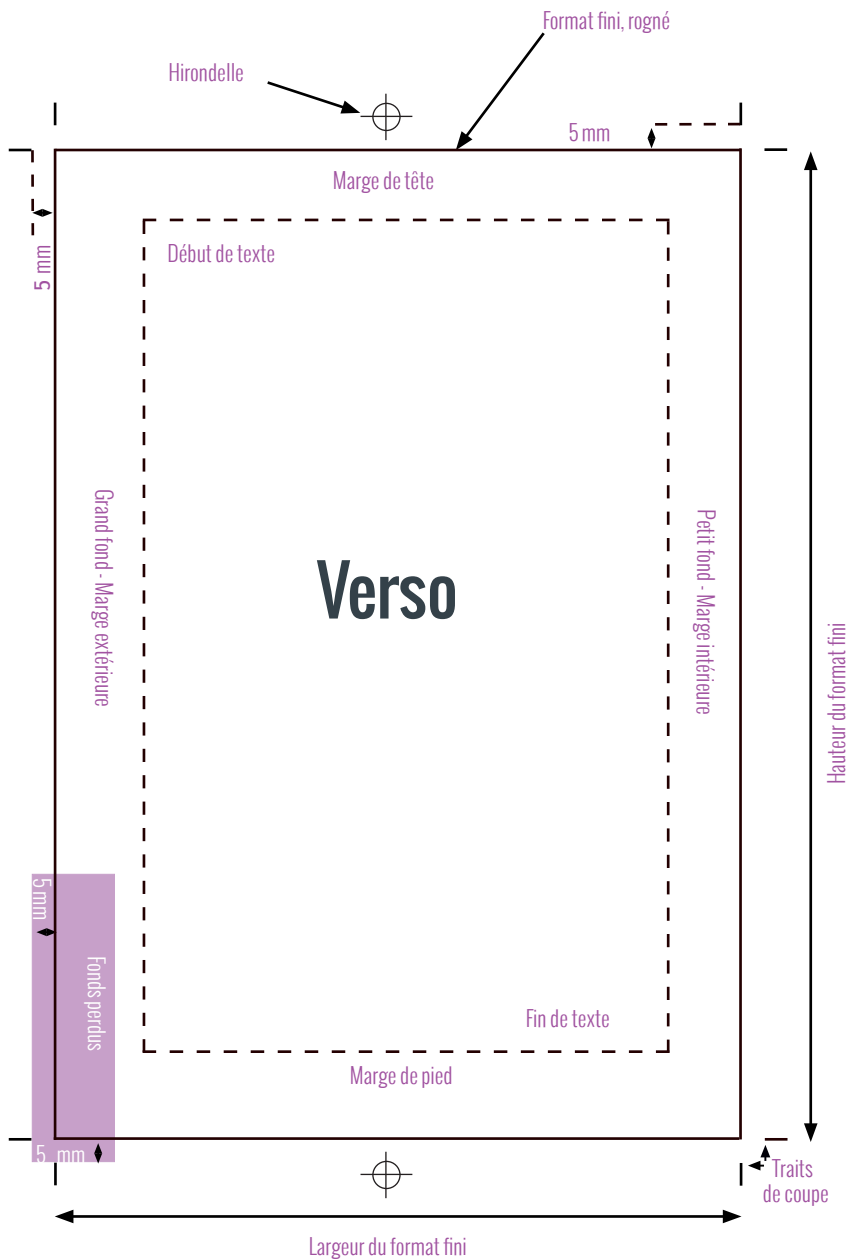 Format fini, rogné
Hirondelle
5 mm
Marge de tête
Début de texte
5 mm
Grand fond - Marge extérieure
Petit fond - Marge intérieure
Verso
Hauteur du format fini
5 mm
Fonds perdus
Fin de texte
Marge de pied
5 mm
Traits
de coupe
Largeur du format fini